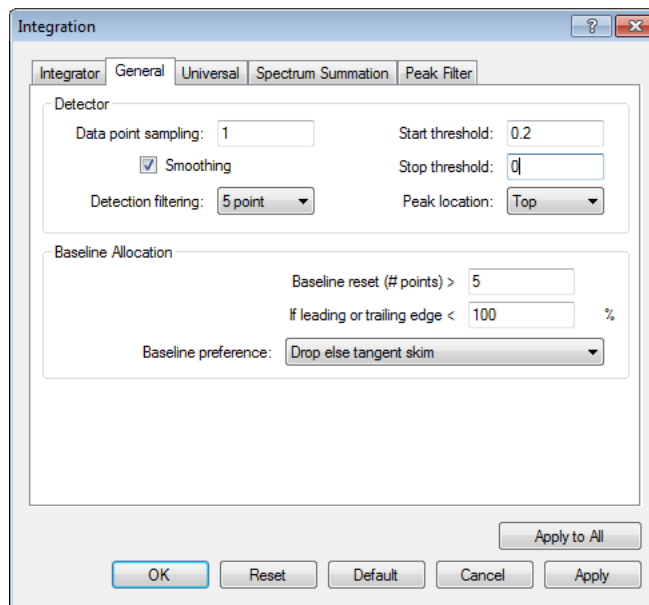 Integration
Integrator General Universal Spectrum Summation Peak Filter
Detector
Data point sampling: 1 Start threshold: 0.2
Smoothing Stop threshold: 0
Detection filtering: 5 point Peak location: Top
Baseline Allocation
Baseline reset (# points) > 5
If leading or trailing edge < 100 %
Baseline preference: Drop else tangent skim
Apply to All
OK Reset Default Cancel Apply